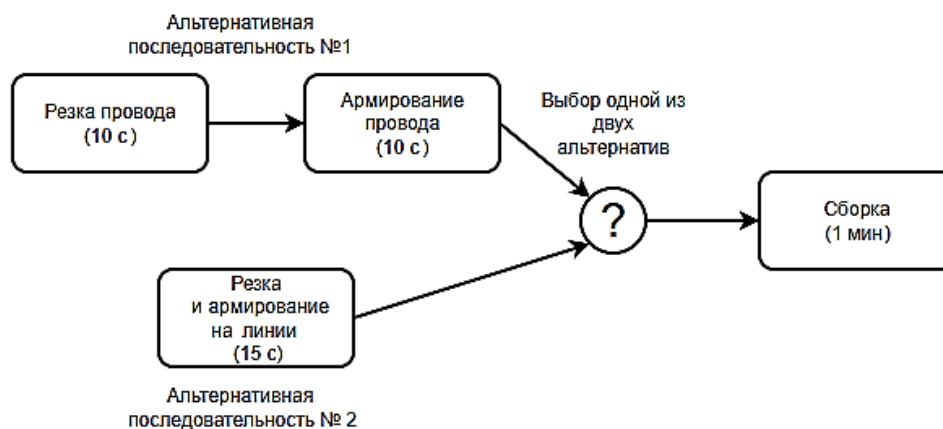 Альтернативная
последовательность №1
Резка провода
(10 с)
Армирование
провода
(10 с)
Выбор одной из
двух
альтернатив
?
Сборка
(1 мин)
Резка
и армирование
на линии
(15 с)
Альтернативная
последовательность № 2